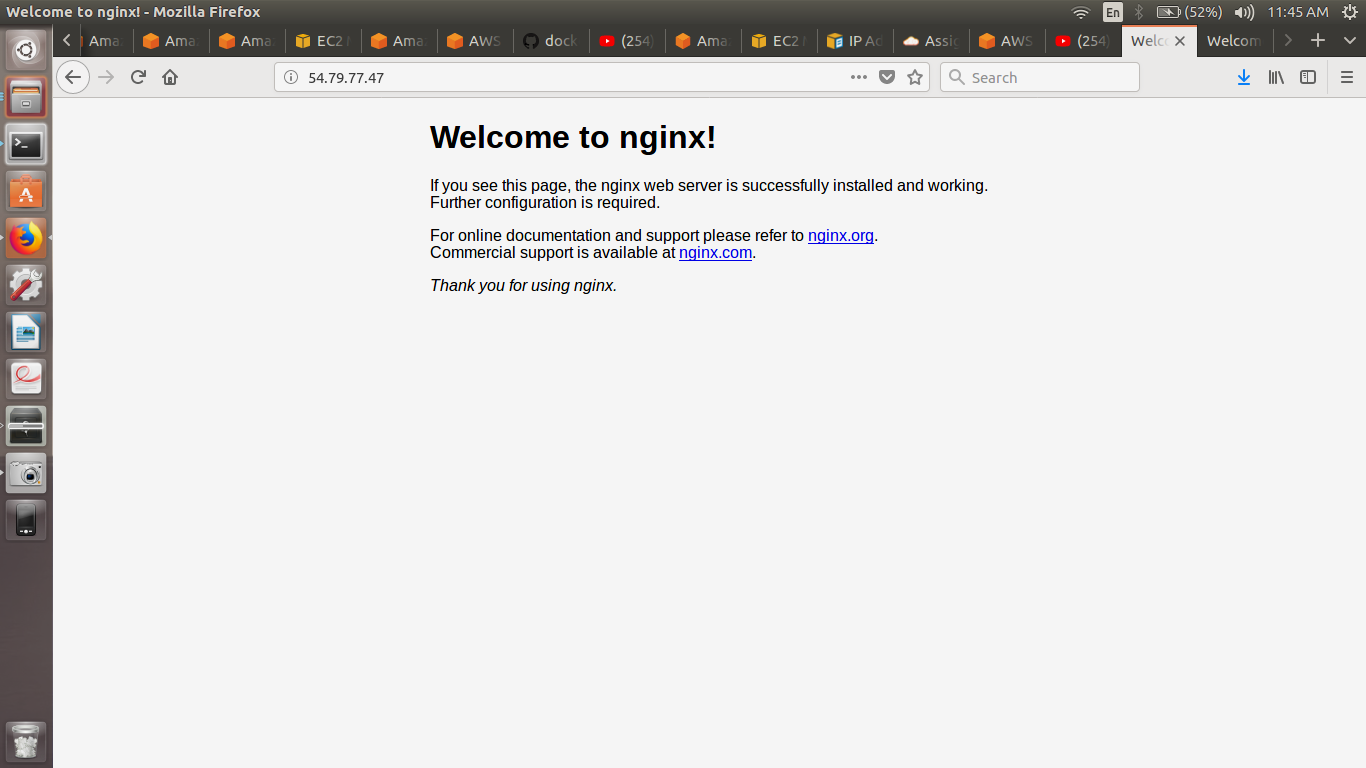 Welcome to nginx! - Mozilla Firefox
En
(52%)
11:45 AM
Ama
Ama
Ama
EC2
Ama
AWS
dock
(254)
Ama
EC2
IP Ad
Assig
AWS
(254)
Welc
Welcom
54.79.77.47
Search
Welcome to nginx!
If you see this page, the nginx web server is successfully installed and working.
Further configuration is required.
For online documentation and support please refer to nginx.org.
Commercial support is available at nginx.com.
Thank you for using nginx.